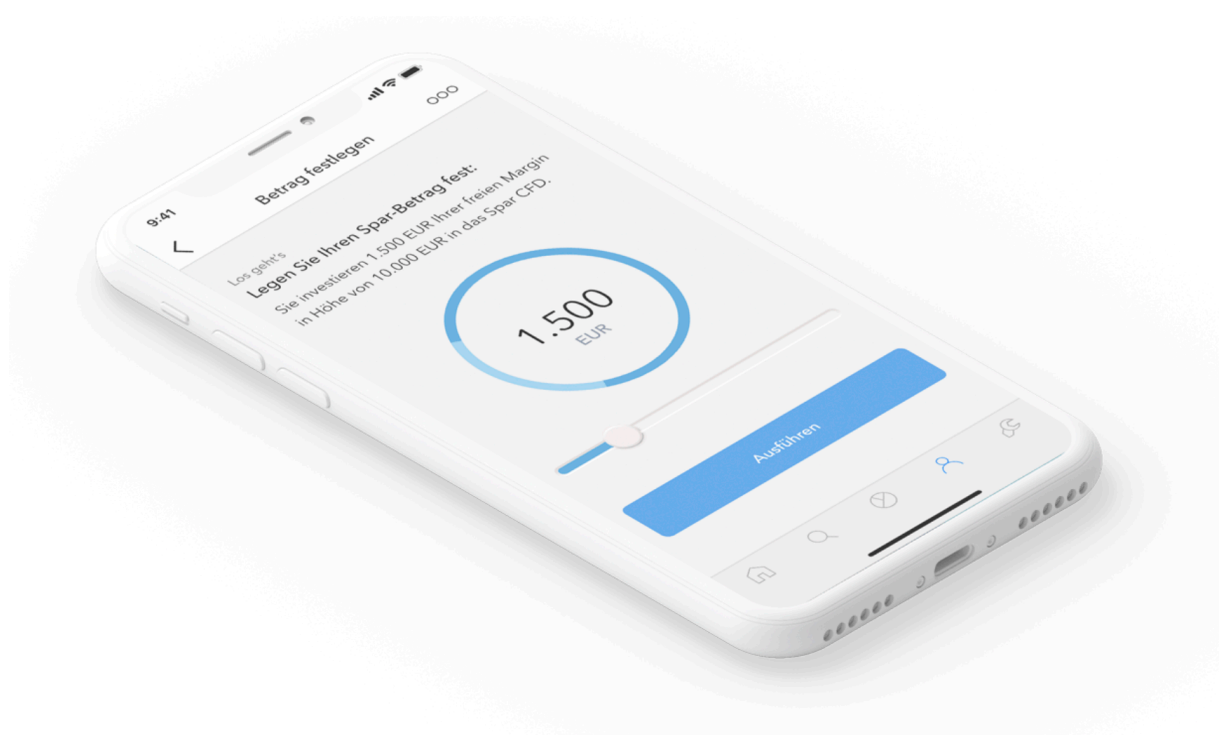 9:41
Betrag festlegen
Los geht's
Legen Sie Ihren Spar-Betrag fest:
Sie investieren 1.500 EUR Ihrer freien Margin
in Höhe von 10.000 EUR in das Spar CFD.
1.500
EUR
Ausführen